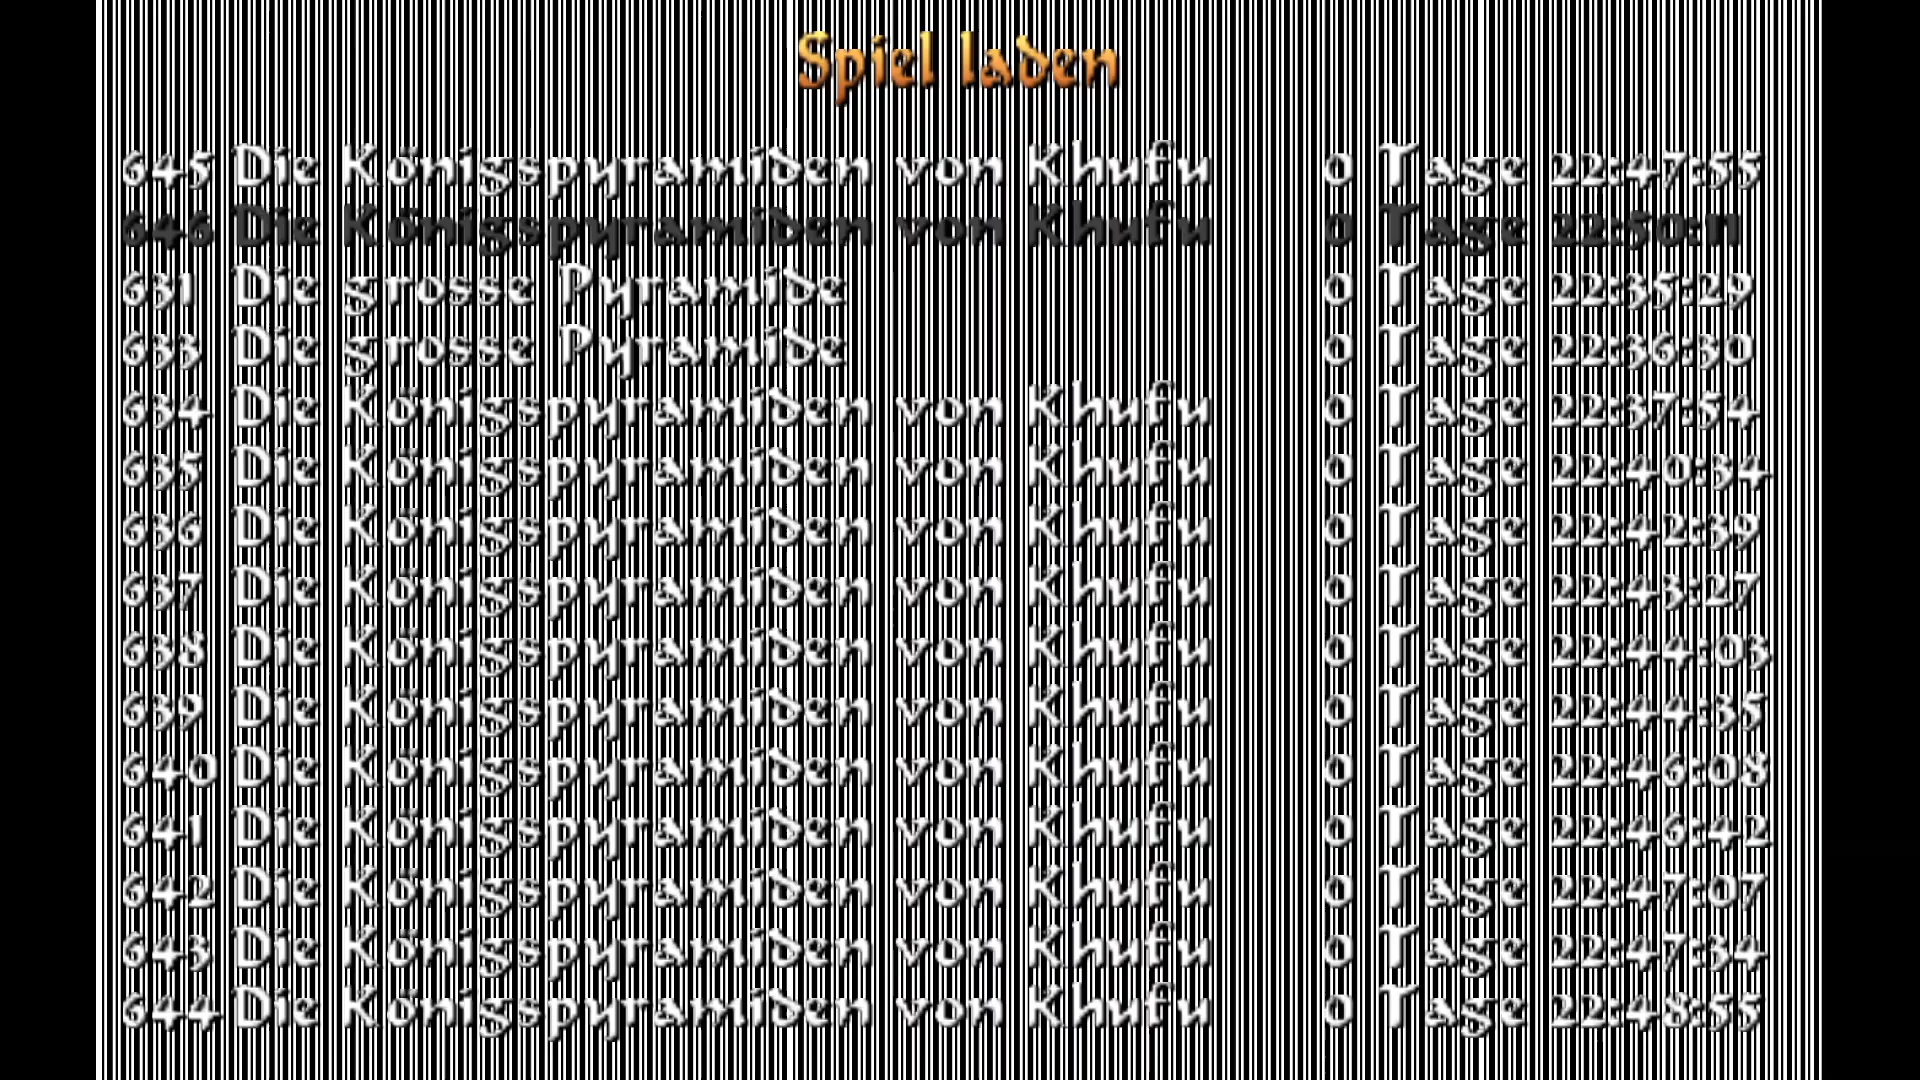 Spiel laden
645 Die Königspyramiden von Khufu 0 Tage 22:47:55
646 Die Königspyramiden von Khufu 0 Tage 22:50:11
631 Die grosse Pyramide 0 Tage 22:35:29
633 Die grosse Pyramide 0 Tage 22:36:30
634 Die Königspyramiden von Khufu 0 Tage 22:37:54
635 Die Königspyramiden von Khufu 0 Tage 22:40:34
636 Die Königspyramiden von Khufu 0 Tage 22:42:39
637 Die Königspyramiden von Khufu 0 Tage 22:43:27
638 Die Königspyramiden von Khufu 0 Tage 22:44:03
639 Die Königspyramiden von Khufu 0 Tage 22:44:35
640 Die Königspyramiden von Khufu 0 Tage 22:46:08
641 Die Königspyramiden von Khufu 0 Tage 22:46:42
642 Die Königspyramiden von Khufu 0 Tage 22:47:07
643 Die Königspyramiden von Khufu 0 Tage 22:47:34
644 Die Königspyramiden von Khufu 0 Tage 22:48:55